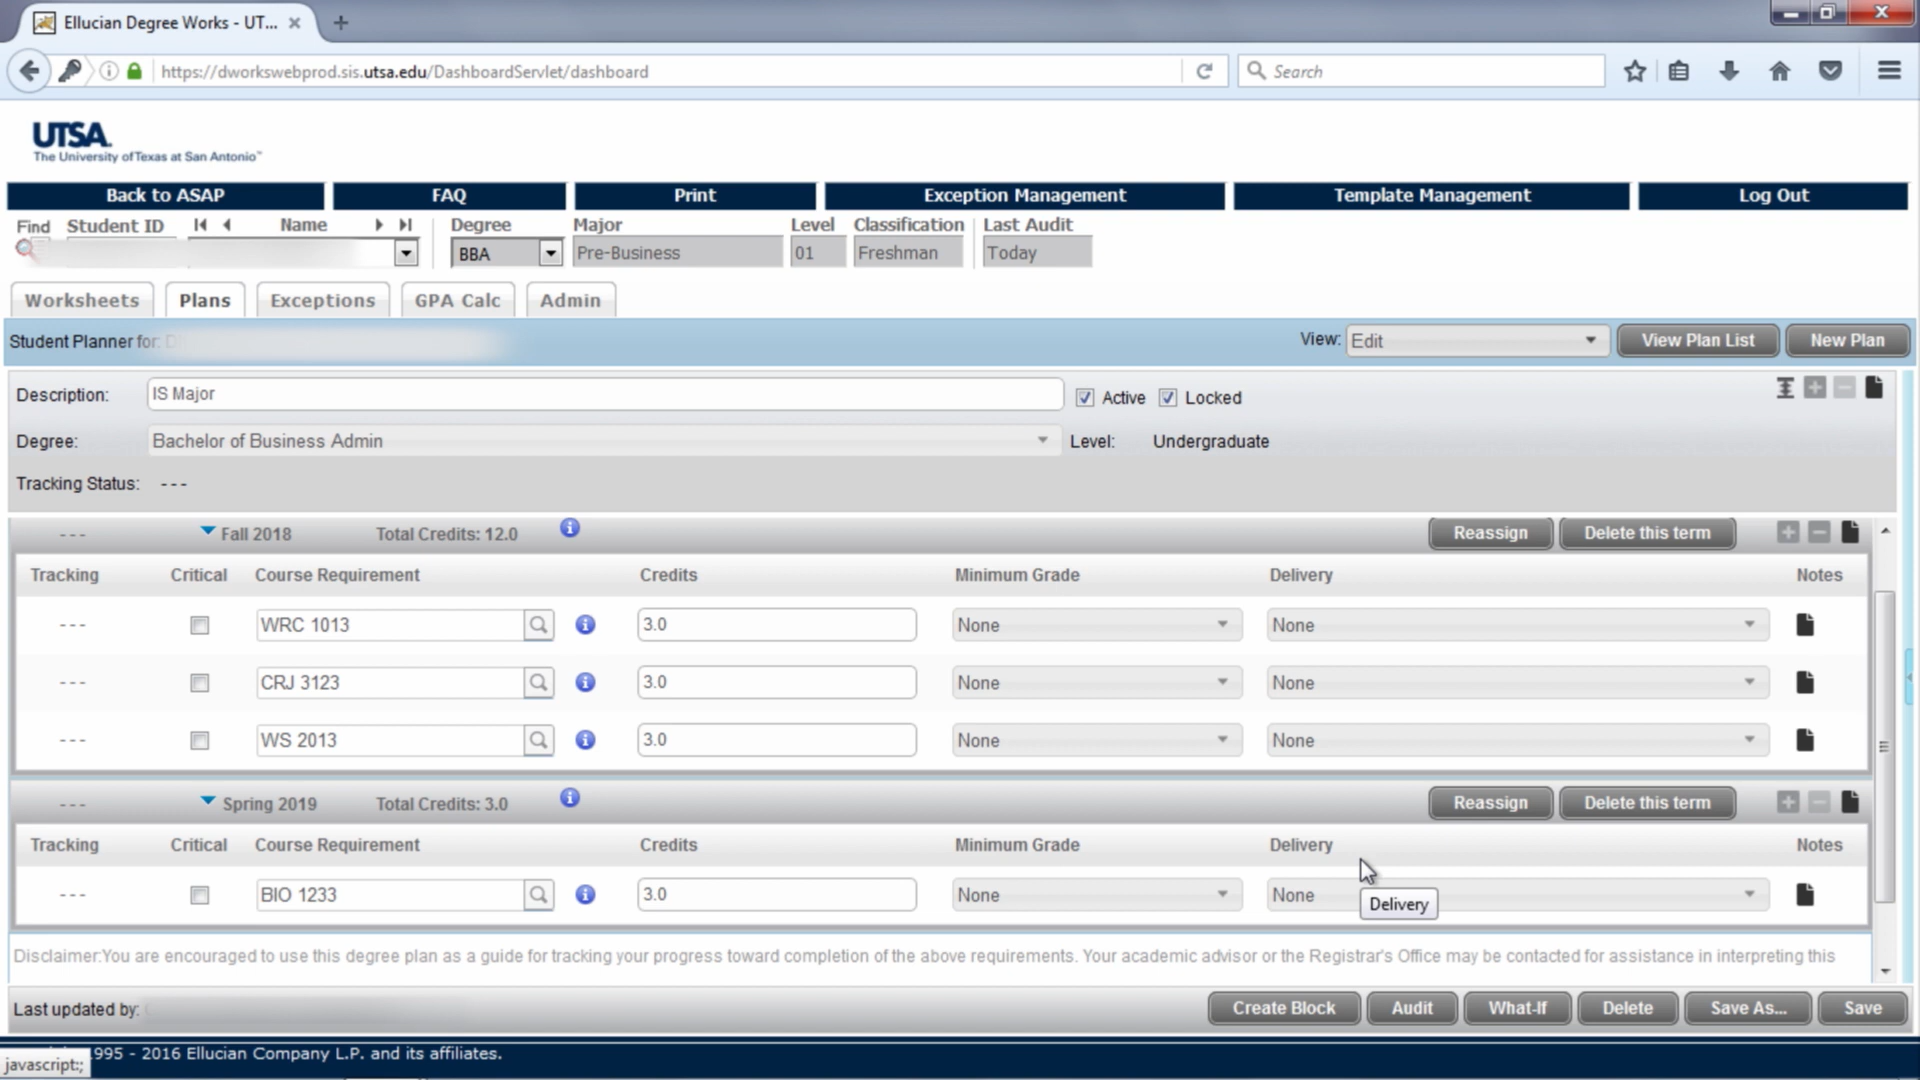 Ellucian Degree Works - UT...
https://dworkswebprod.sis.utsa.edu/DashboardServlet/dashboard
Search
UTSA.
The University of Texas at San Antonio™
Back to ASAP FAQ Print Exception Management Template Management Log Out
Find Student ID Name Degree Major Level Classification Last Audit
BBA Pre-Business 01 Freshman Today
Worksheets Plans Exceptions GPA Calc Admin
Student Planner for: View: Edit View Plan List New Plan
Description: IS Major Active Locked
Degree: Bachelor of Business Admin Level: Undergraduate
Tracking Status: ---
--- Fall 2018 Total Credits: 12.0 Reassign Delete this term
Tracking Critical Course Requirement Credits Minimum Grade Delivery Notes
--- WRC 1013 3.0 None None
--- CRJ 3123 3.0 None None
--- WS 2013 3.0 None None
--- Spring 2019 Total Credits: 3.0 Reassign Delete this term
Tracking Critical Course Requirement Credits Minimum Grade Delivery Notes
--- BIO 1233 3.0 None None
Delivery
Disclaimer:You are encouraged to use this degree plan as a guide for tracking your progress toward completion of the above requirements. Your academic advisor or the Registrar's Office may be contacted for assistance in interpreting this
Last updated by: Create Block Audit What-If Delete Save As... Save
995 - 2016 Ellucian Company L.P. and its affiliates.
javascript:;